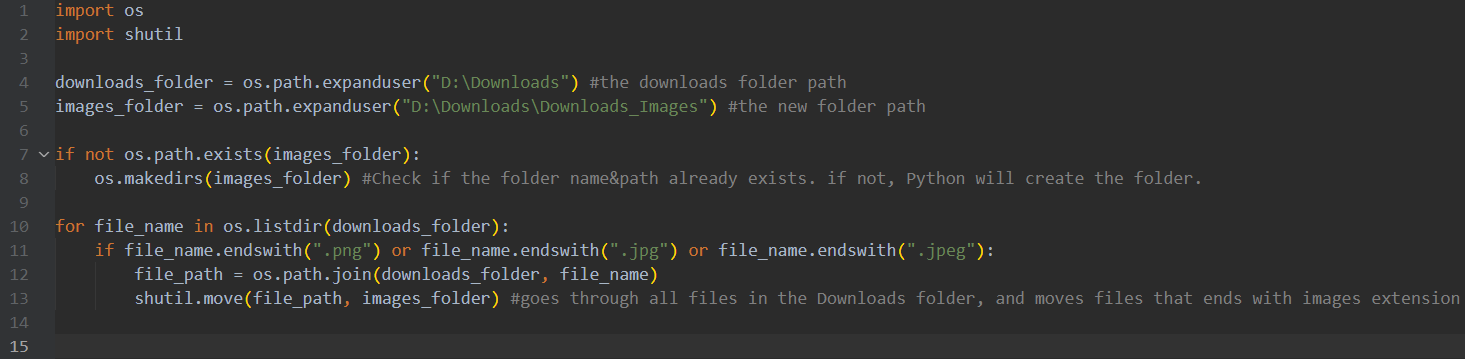 1 import os
2 import shutil
3
4 downloads_folder = os.path.expanduser("D:\Downloads") #the downloads folder path
5 images_folder = os.path.expanduser("D:\Downloads\Downloads_Images") #the new folder path
6
7 if not os.path.exists(images_folder):
8     os.makedirs(images_folder) #Check if the folder name&path already exists. if not, Python will create the folder.
9
10 for file_name in os.listdir(downloads_folder):
11     if file_name.endswith(".png") or file_name.endswith(".jpg") or file_name.endswith(".jpeg"):
12         file_path = os.path.join(downloads_folder, file_name)
13         shutil.move(file_path, images_folder) #goes through all files in the Downloads folder, and moves files that ends with images extension
14
15